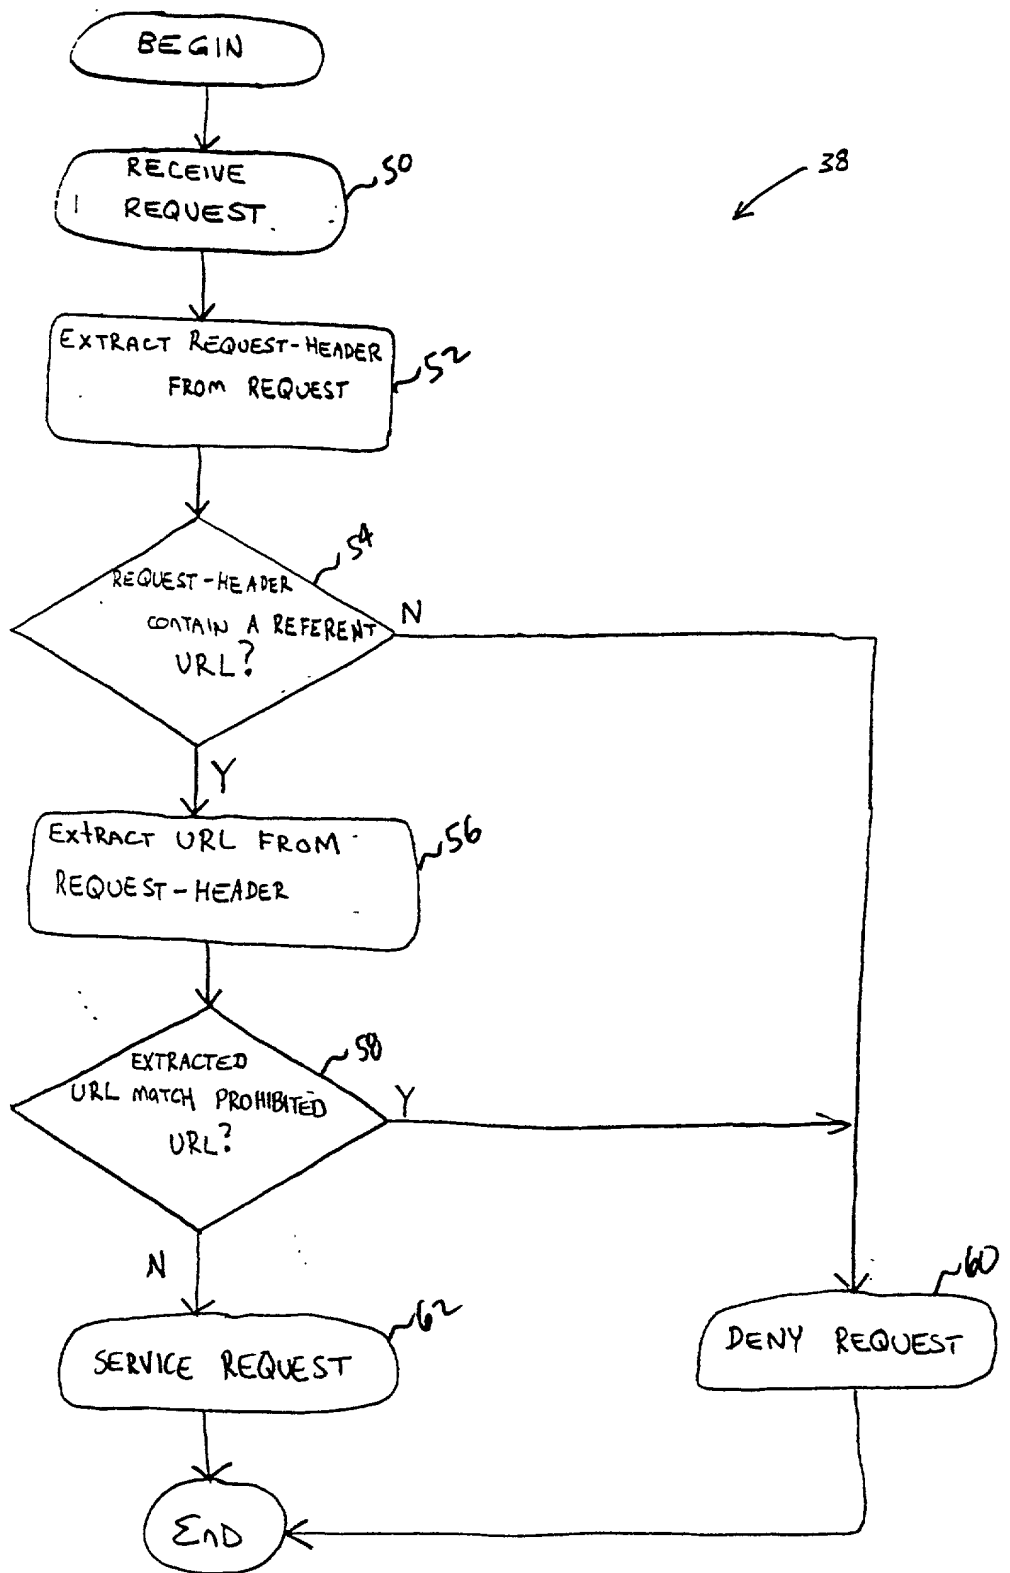 BEGIN
RECEIVE
REQUEST
50
38
EXTRACT REQUEST-HEADER
FROM REQUEST
52
54
REQUEST-HEADER
CONTAIN A REFERENT
URL?
N
Y
EXTRACT URL FROM
REQUEST-HEADER
56
58
EXTRACTED
URL MATCH PROHIBITED
URL?
Y
N
62
SERVICE REQUEST
60
DENY REQUEST
END